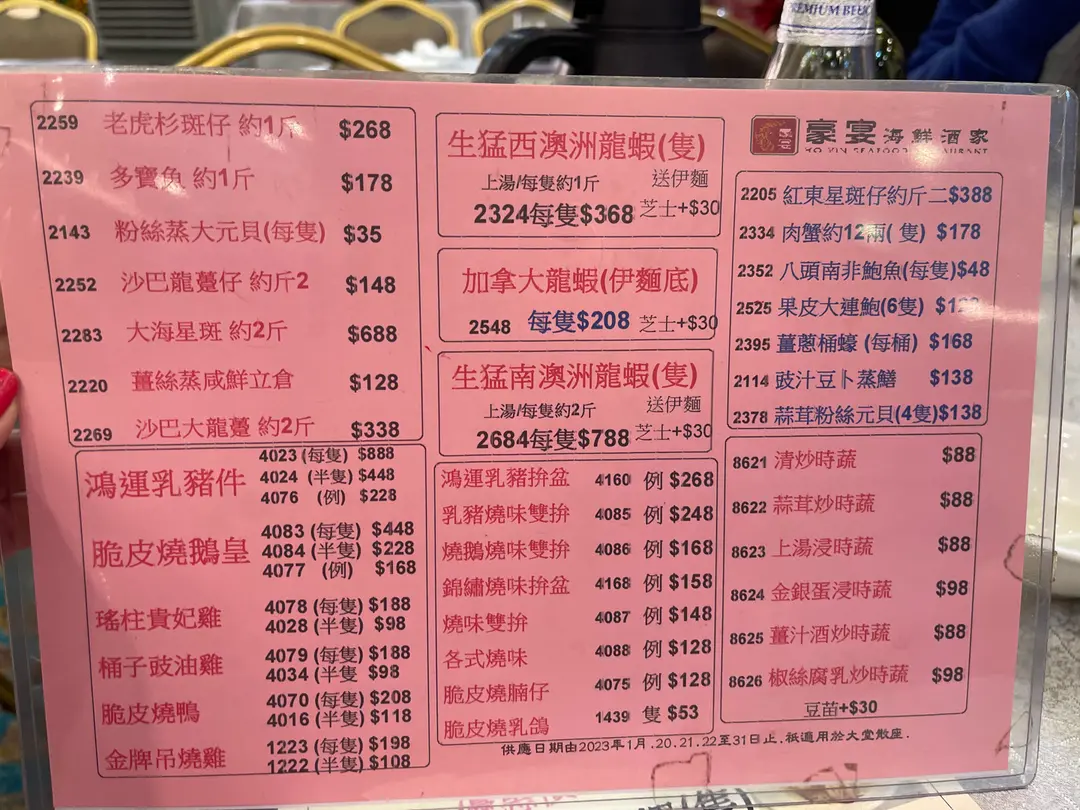 PREMIUM BEER
2259 老虎杉斑仔 約1斤 $268
2239 多寶魚 約1斤 $178
2143 粉絲蒸大元貝(每隻) $35
2252 沙巴龍躉仔 約斤2 $148
2283 大海星斑 約2斤 $688
2220 薑絲蒸咸鮮立倉 $128
2269 沙巴大龍躉 約2斤 $338
鴻運乳豬件
4023 (每隻) $888
4024 (半隻) $448
4076 (例) $228
脆皮燒鵝皇
4083 (每隻) $448
4084 (半隻) $228
4077 (例) $168
瑤柱貴妃雞
4078 (每隻) $188
4028 (半隻) $98
桶子豉油雞
4079 (每隻) $188
4034 (半隻 $98
脆皮燒鴨
4070 (每隻) $208
4016 (半隻) $118
金牌吊燒雞
1223 (每隻) $198
1222 (半隻) $108
生猛西澳洲龍蝦(隻)
上湯/每隻約1斤 送伊麵
2324每隻$368 芝士+$30
加拿大龍蝦(伊麵底)
2548 每隻$208 芝士+$30
生猛南澳洲龍蝦(隻)
上湯/每隻約2斤 送伊麵
2684每隻$788 芝士+$30
鴻運乳豬拼盆 4160 例 $268
乳豬燒味雙拼 4085 例 $248
燒鵝燒味雙拼 4086 例 $168
錦繡燒味拼盆 4168 例 $158
燒味雙拼 4087 例 $148
各式燒味 4088 例 $128
脆皮燒腩仔 4075 例 $128
脆皮燒乳鴿 1439 隻 $53
豪宴
豪宴海鮮酒家
HO YIN SEAFOOD RESTAURANT
2205 紅東星斑仔約斤二$388
2334 肉蟹約12兩( 隻) $178
2352 八頭南非鮑魚(每隻)$48
2525 果皮大連鮑(6隻)
2395 薑蔥桶蠔 (每桶) $168
2114 豉汁豆卜蒸鱔 $138
2378 蒜茸粉絲元貝(4隻)$138
8621 清炒時蔬 $88
8622 蒜茸炒時蔬 $88
8623 上湯浸時蔬 $88
8624 金銀蛋浸時蔬 $98
8625 薑汁酒炒時蔬 $88
8626 椒絲腐乳炒時蔬 $98
豆苗+$30
供應日期由2023年1月.20.21.22至31日止.祇適用於大堂散座.